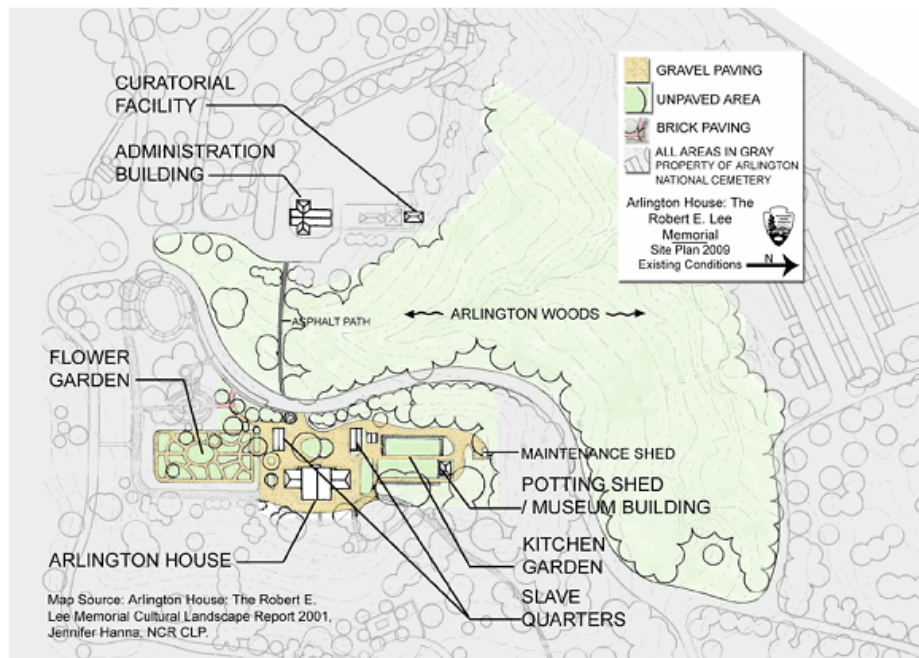 CURATORIAL
FACILITY
ADMINISTRATION
BUILDING
GRAVEL PAVING
UNPAVED AREA
BRICK PAVING
ALL AREAS IN GRAY
PROPERTY OF ARLINGTON
NATIONAL CEMETERY
Arlington House: The
Robert E. Lee
Memorial
Site Plan 2009
Existing Conditions
N
ASPHALT PATH
ARLINGTON WOODS
FLOWER
GARDEN
MAINTENANCE SHED
POTTING SHED
/ MUSEUM BUILDING
ARLINGTON HOUSE
KITCHEN
GARDEN
SLAVE
QUARTERS
Map Source: Arlington House: The Robert E.
Lee Memorial Cultural Landscape Report 2001,
Jennifer Hanna, NCR CLP.